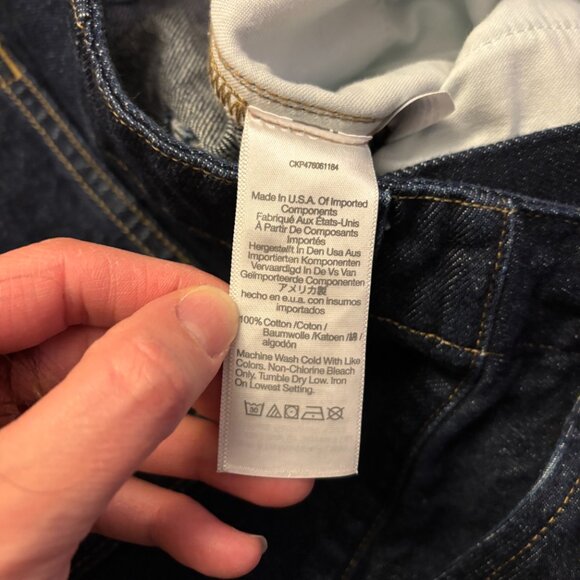 CKP476061184
Made In U.S.A. Of Imported
Components
Fabriqué Aux États-Unis
À Partir De Composants
Importés
Hergestellt In Den Usa Aus
Importierten Komponenten
Vervaardigd In De Vs Van
Geïmporteerde Componenten
アメリカ製
hecho en e.u.a. con insumos
importados
100% Cotton /Coton /
Baumwolle /Katoen /綿 /
algodón
Machine Wash Cold With Like
Colors. Non-Chlorine Bleach
Only. Tumble Dry Low. Iron
On Lowest Setting.
30